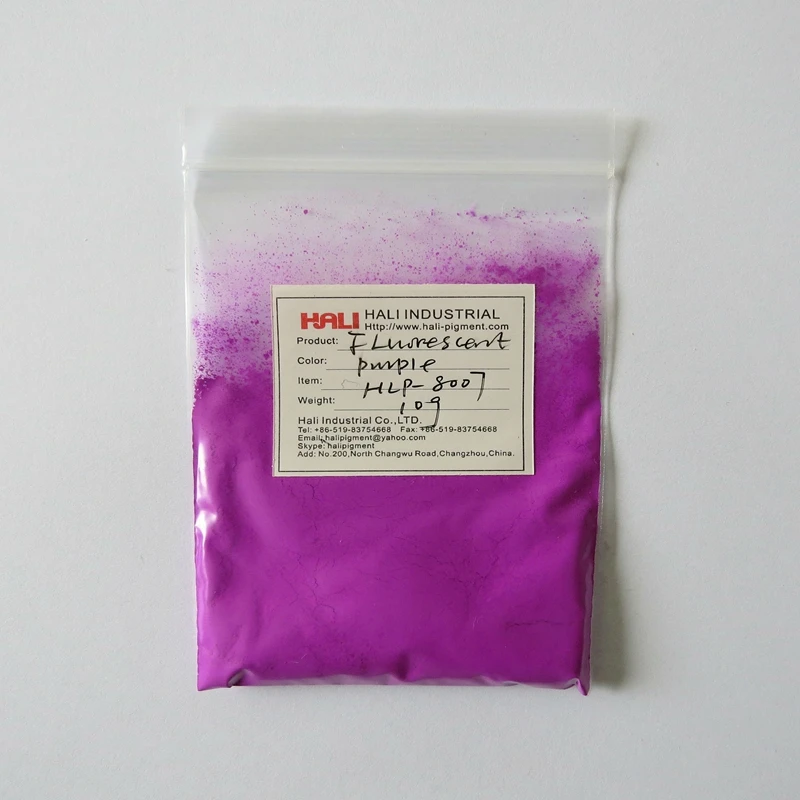 HALI HALI INDUSTRIAL
Http://www.hali-pigment.com
Product: Fluorescent
Color: purple
Item: HLP-8007
Weight: 10g
Hali Industrial Co.,LTD.
Tel: +86-519-83754668 Fax: +86-519-83754668
Email: halipigment@yahoo.com
Skype: halipigment
Add: No.200,North Changwu Road,Changzhou,China.